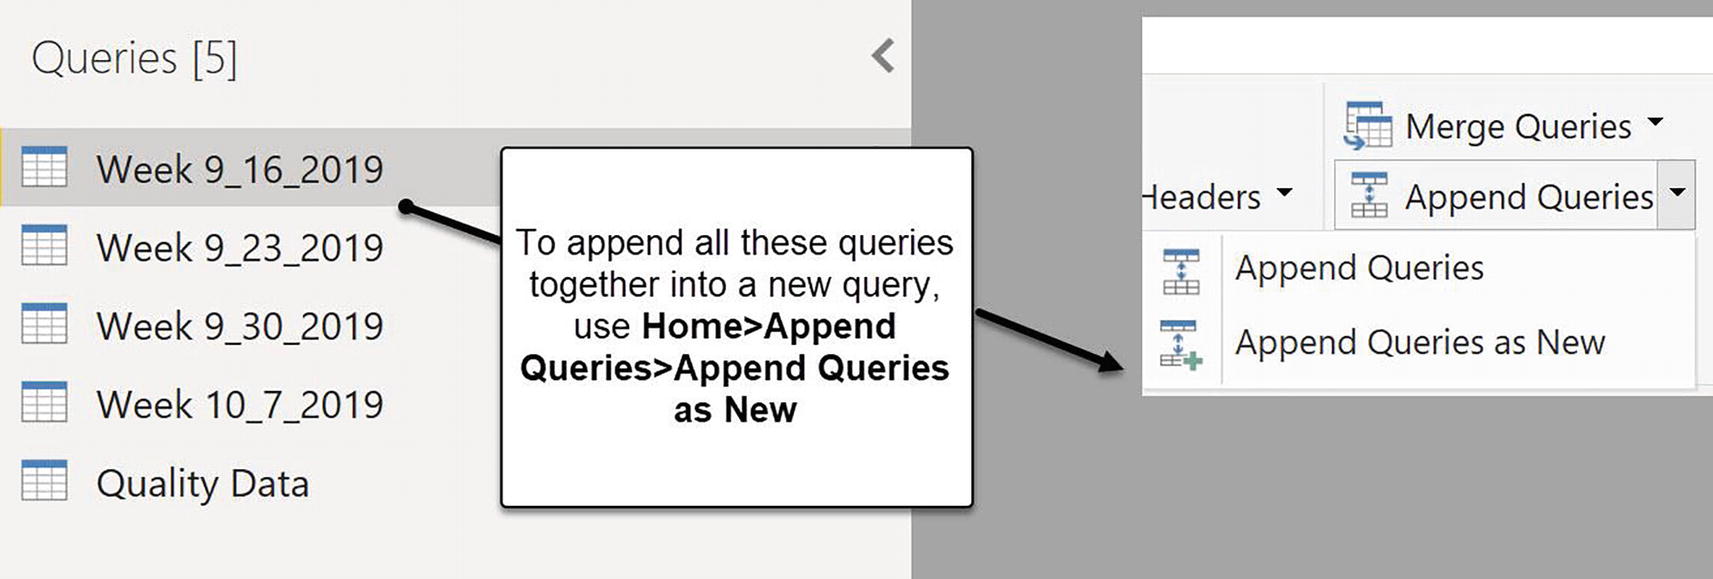 Queries [5]
Week 9_16_2019
Week 9_23_2019
Week 9_30_2019
Week 10_7_2019
Quality Data
To append all these queries
together into a new query,
use Home>Append
Queries>Append Queries
as New
Merge Queries
Headers
Append Queries
Append Queries
Append Queries as New